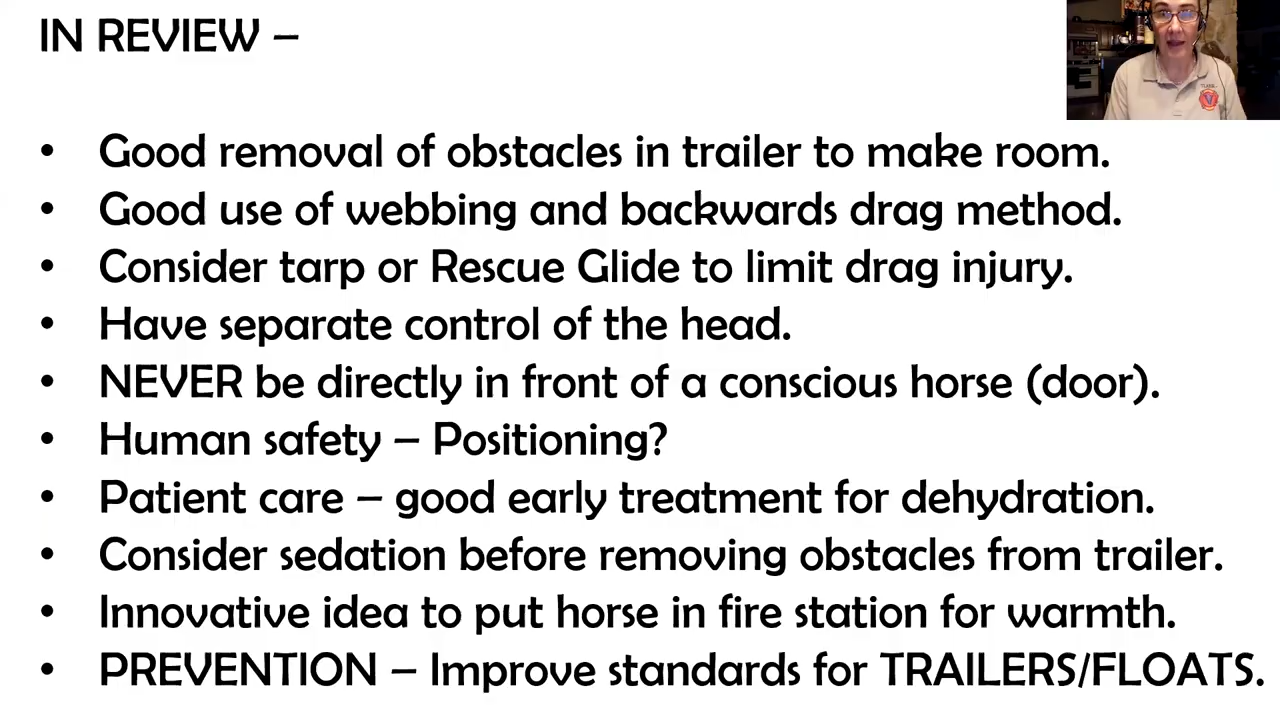 IN REVIEW –
• Good removal of obstacles in trailer to make room.
• Good use of webbing and backwards drag method.
• Consider tarp or Rescue Glide to limit drag injury.
• Have separate control of the head.
• NEVER be directly in front of a conscious horse (door).
• Human safety – Positioning?
• Patient care – good early treatment for dehydration.
• Consider sedation before removing obstacles from trailer.
• Innovative idea to put horse in fire station for warmth.
• PREVENTION – Improve standards for TRAILERS/FLOATS.